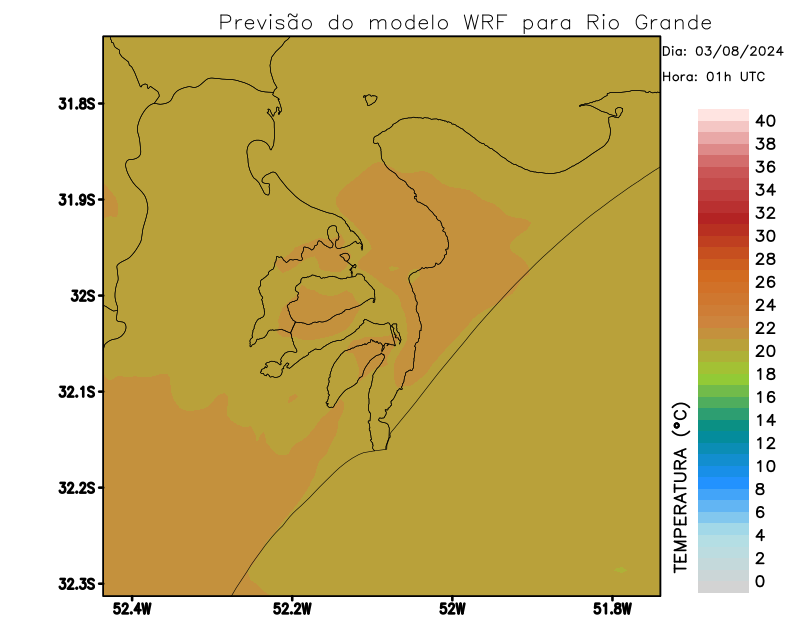 Previsão do modelo WRF para Rio Grande
Dia: 03/08/2024
Hora: 01h UTC
31.8S
31.9S
32S
32.1S
32.2S
32.3S
52.4W
52.2W
52W
51.8W
TEMPERATURA (°C)
40
38
36
34
32
30
28
26
24
22
20
18
16
14
12
10
8
6
4
2
0